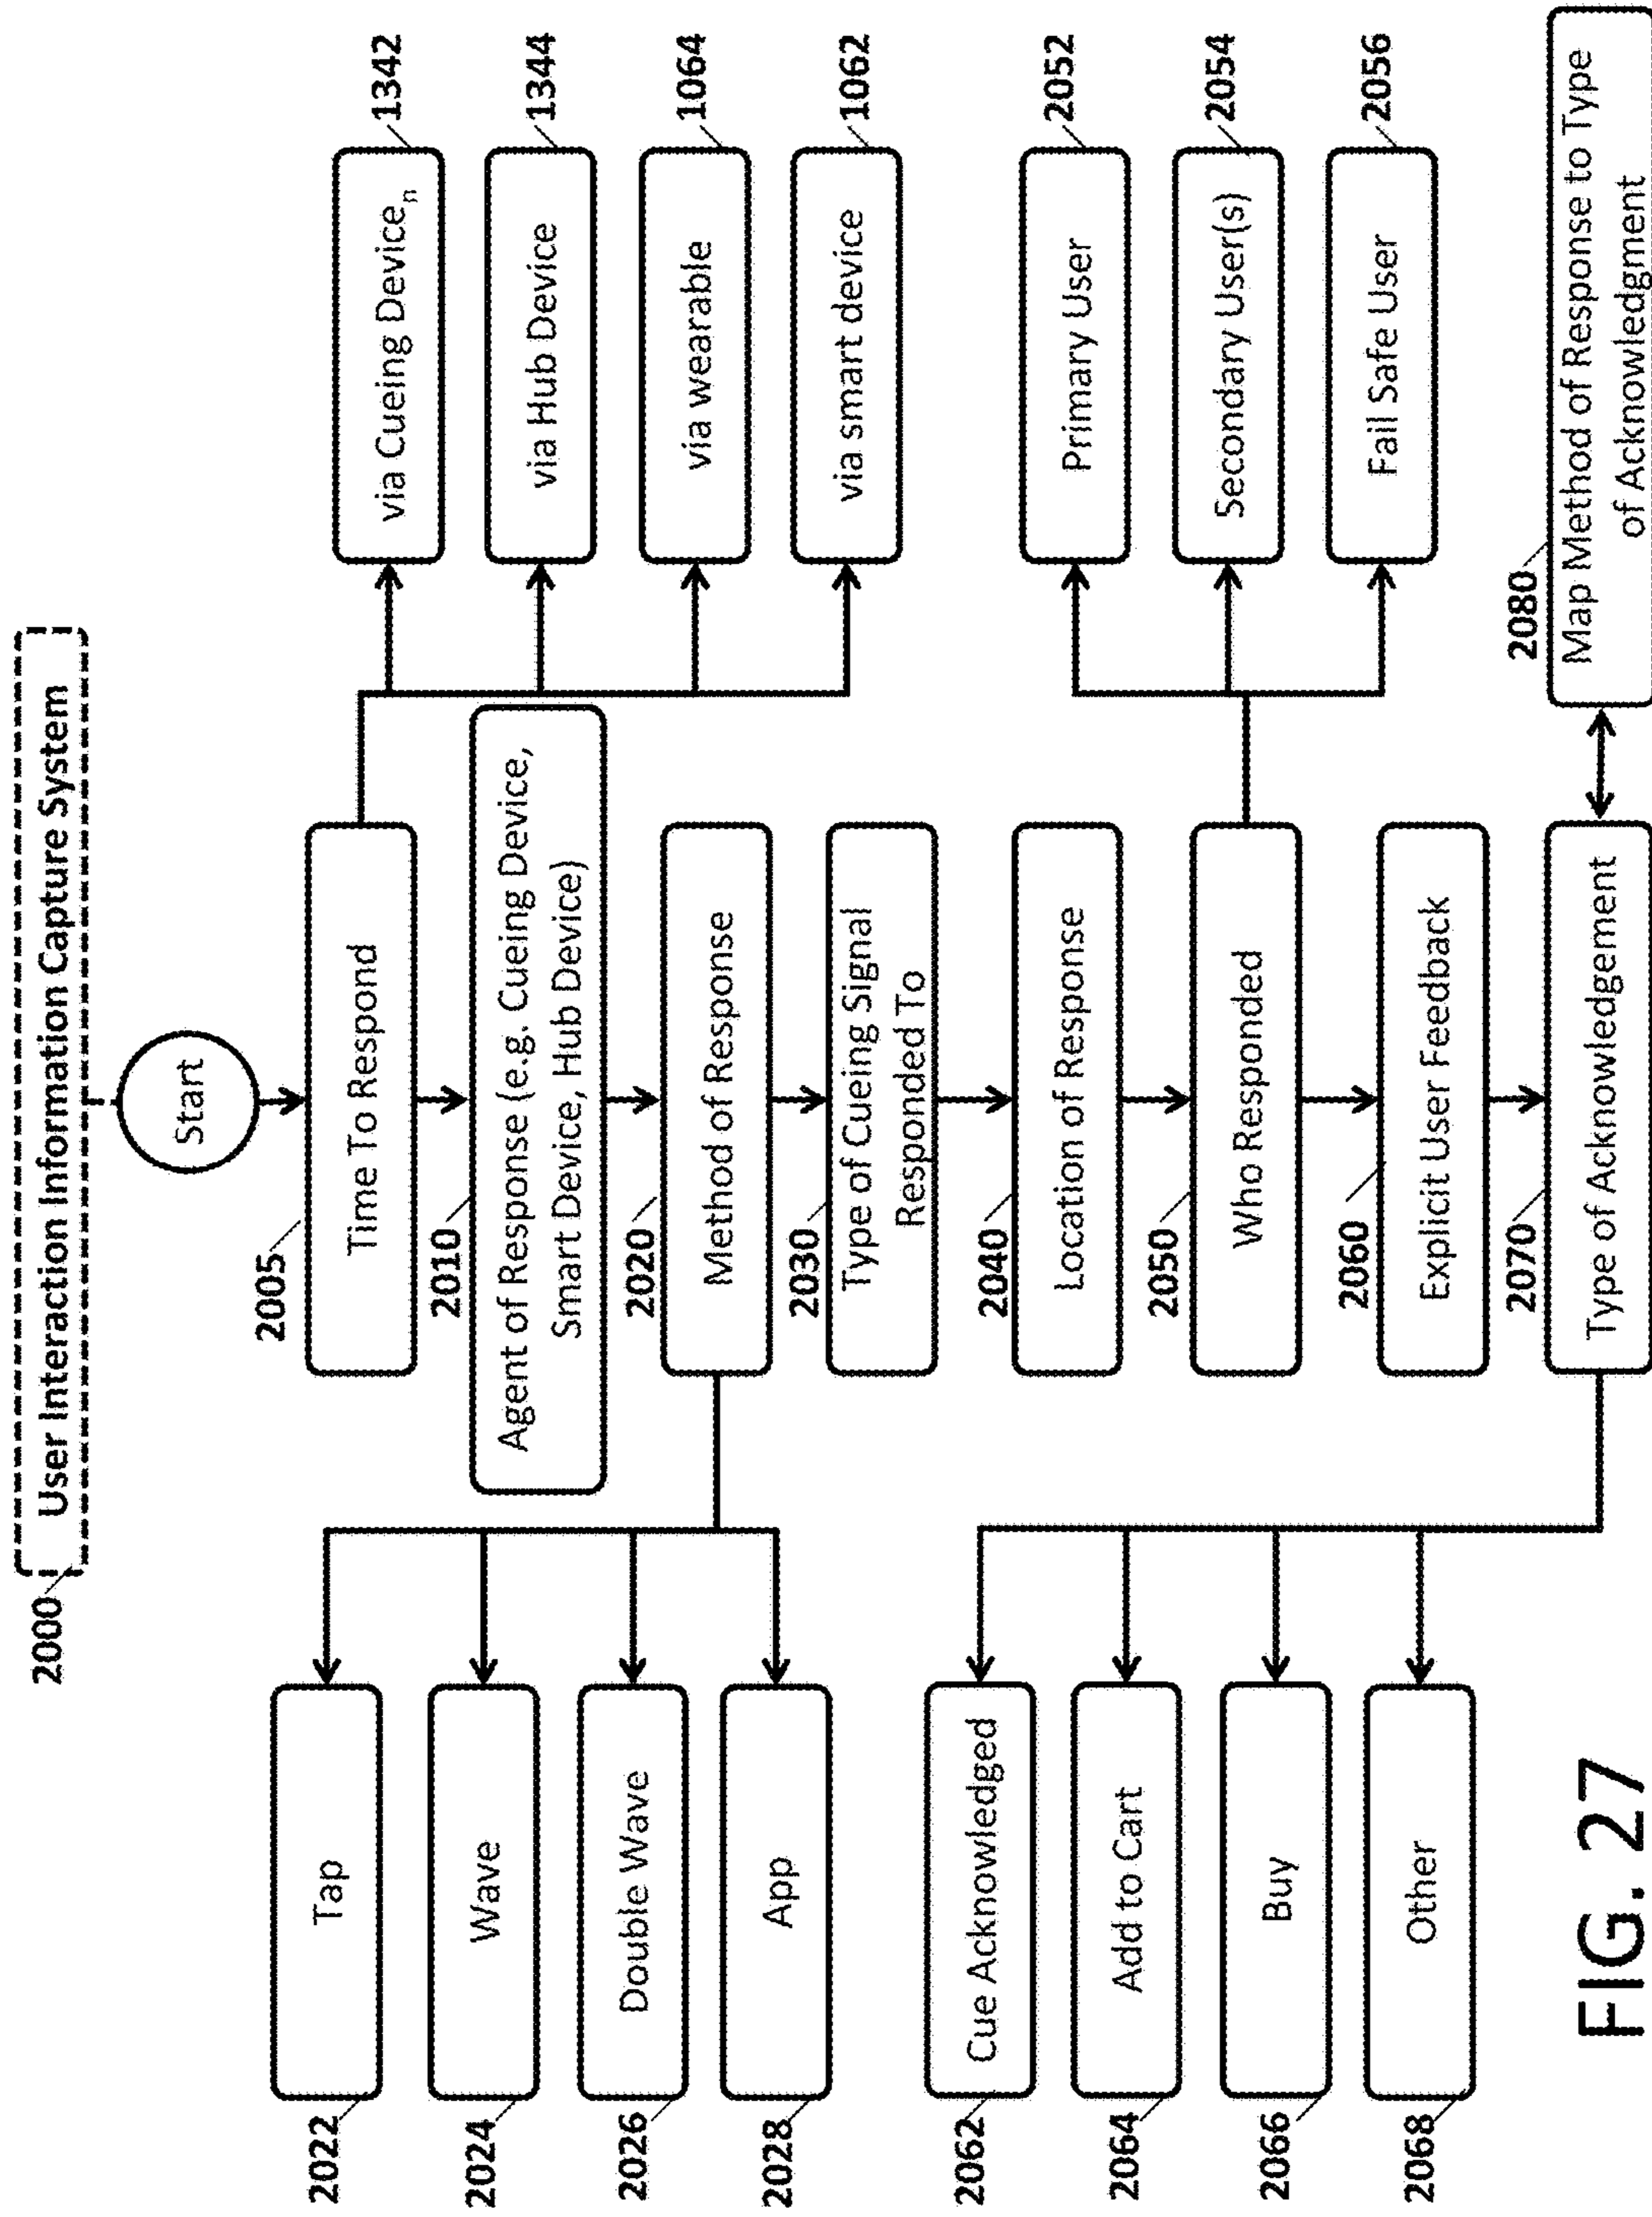 2000
User Interaction Information Capture System
Start
2005
Time To Respond
2010
Agent of Response (e.g. Cueing Device,
Smart Device, Hub Device)
2020
Method of Response
2030
Type of Cueing Signal
Responded To
2040
Location of Response
2050
Who Responded
2060
Explicit User Feedback
2070
Type of Acknowledgement
2080
Map Method of Response to Type
of Acknowledgment
2022
Tap
2024
Wave
2026
Double Wave
2028
App
2062
Cue Acknowledged
2064
Add to Cart
2066
Buy
2068
Other
via Cueing Deviceₙ
1342
via Hub Device
1344
via wearable
1064
via smart device
1062
Primary User
2052
Secondary User(s)
2054
Fail Safe User
2056
FIG. 27